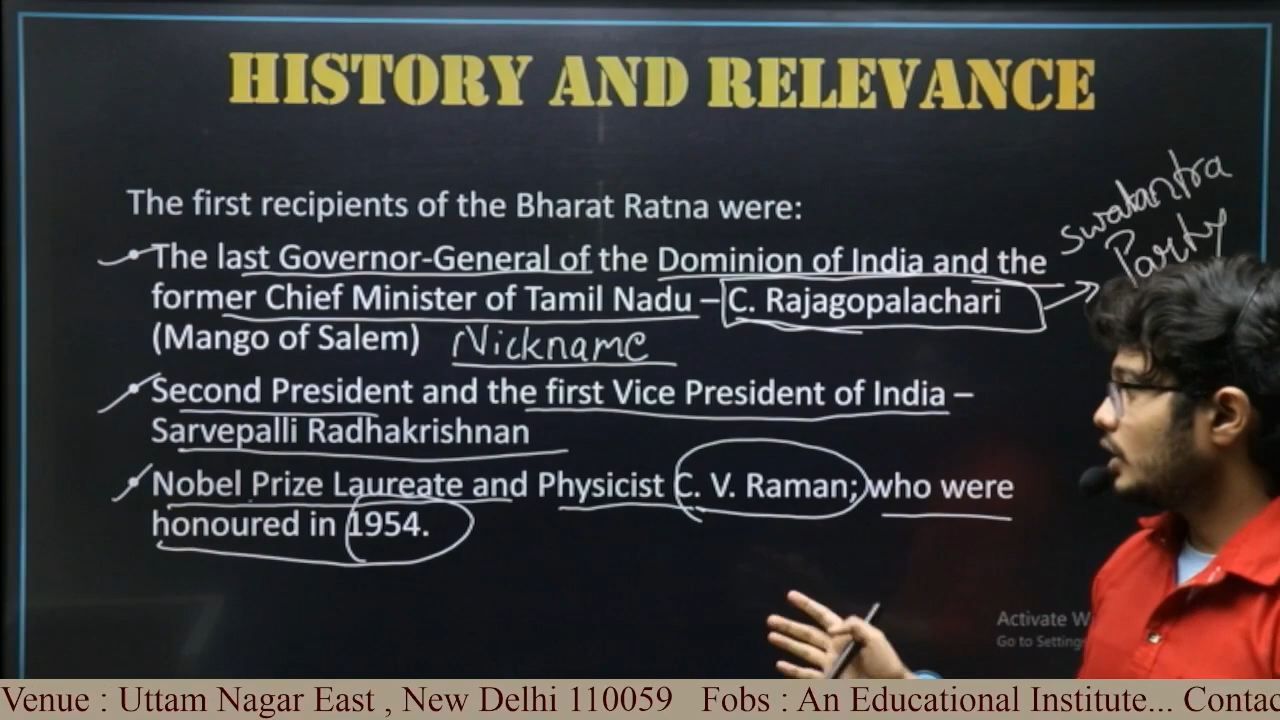 HISTORY AND RELEVANCE
Swatantra
Party
The first recipients of the Bharat Ratna were:
The last Governor-General of the Dominion of India and the
former Chief Minister of Tamil Nadu – C. Rajagopalachari
(Mango of Salem) Nickname
Second President and the first Vice President of India –
Sarvepalli Radhakrishnan
Nobel Prize Laureate and Physicist C. V. Raman; who were
honoured in 1954.
Activate W
Go to Setting
Venue : Uttam Nagar East , New Delhi 110059 Fobs : An Educational Institute... Contac